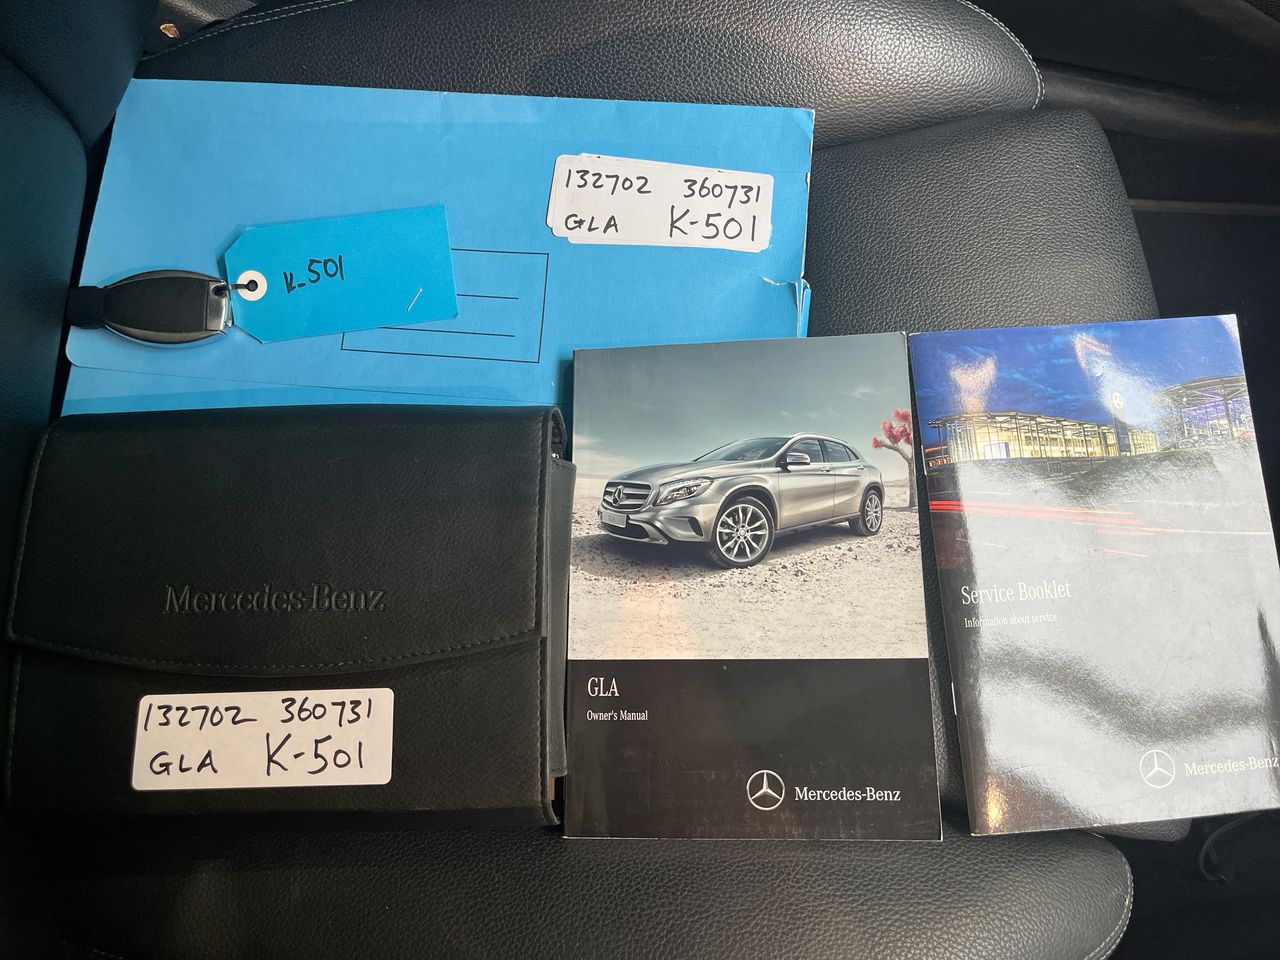 132702 360731
GLA K-501
K-501
Mercedes-Benz
132702 360731
GLA K-501
GLA
Owner's Manual
Mercedes-Benz
Service Booklet
Information about service
Mercedes-Benz